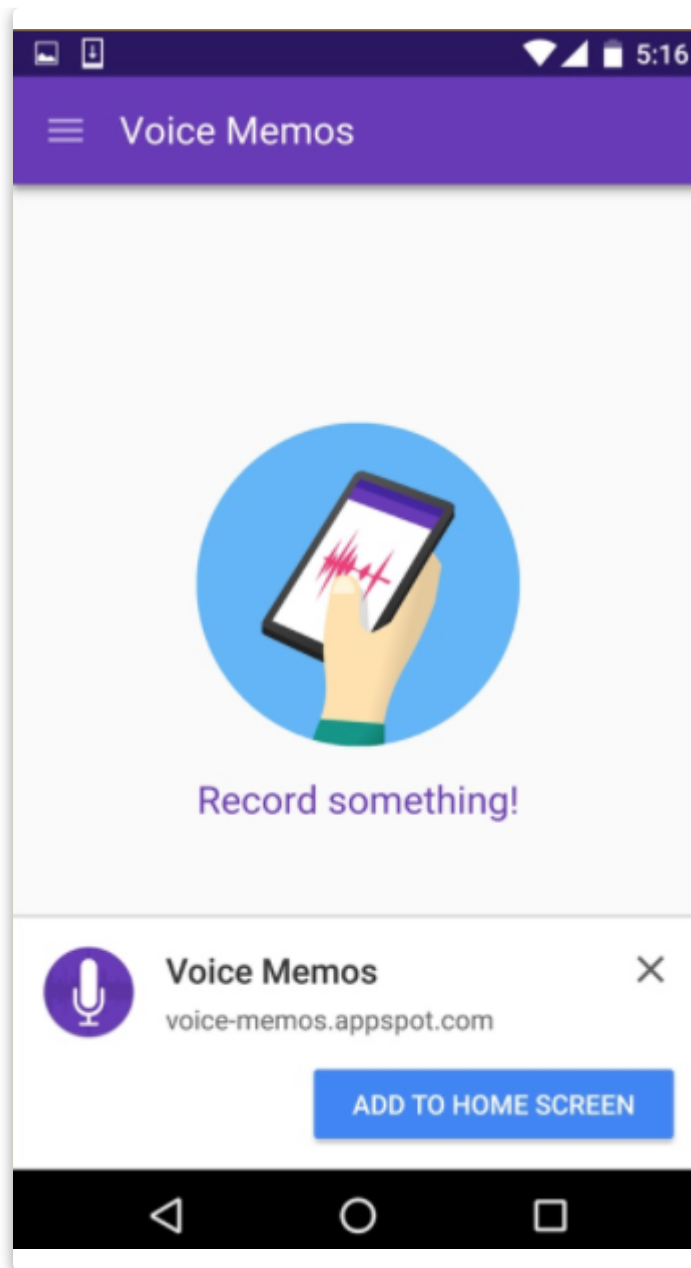 5:16
Voice Memos
Record something!
Voice Memos
voice-memos.appspot.com
ADD TO HOME SCREEN